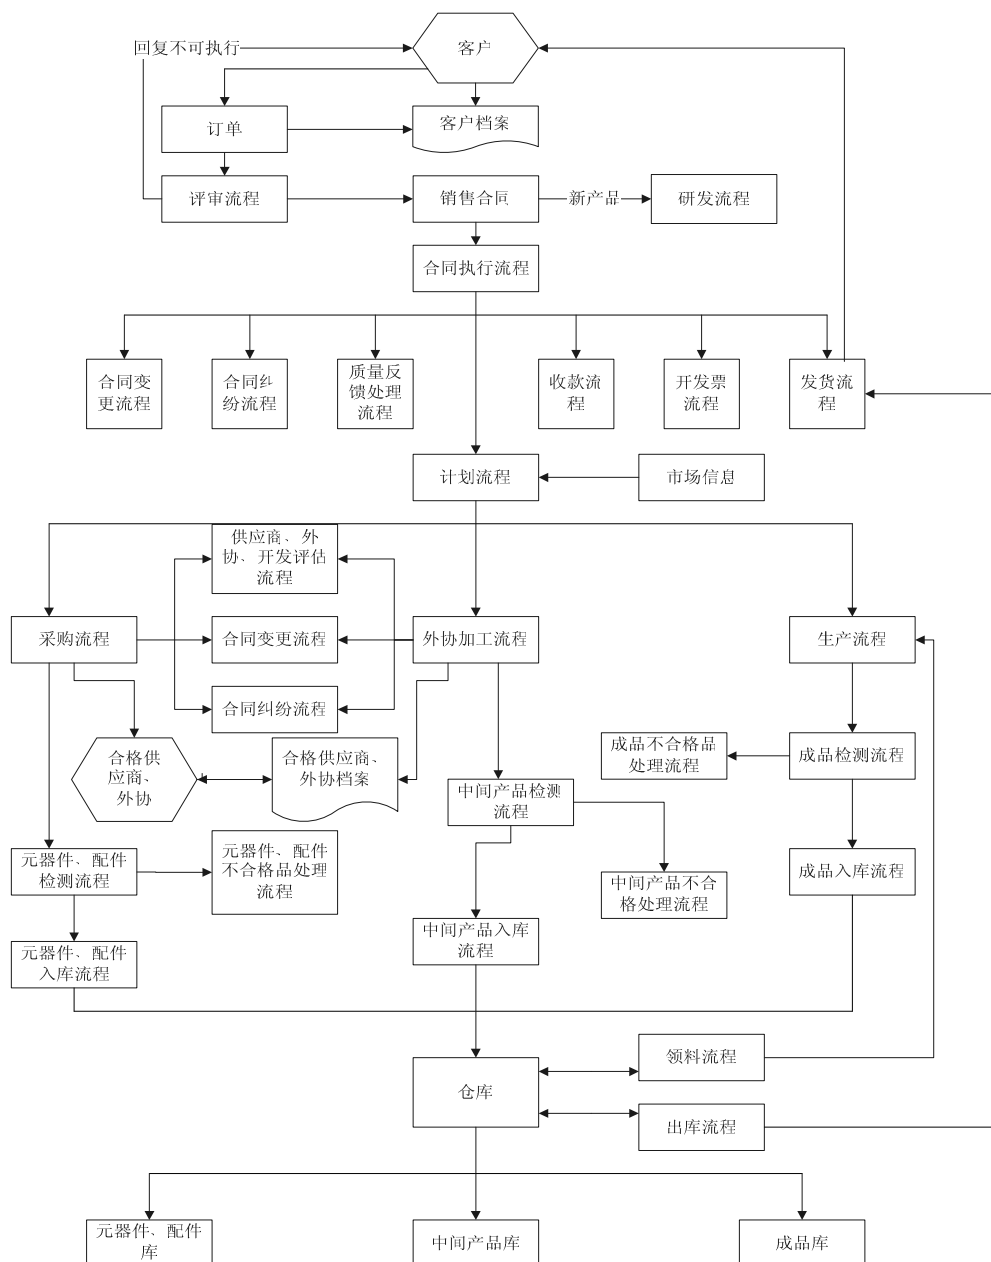 回复不可执行
客户
订单
客户档案
评审流程
销售合同
新产品
研发流程
合同执行流程
合同变
更流程
合同纠
纷流程
质量反
馈处理
流程
收款流
程
开发票
流程
发货流
程
计划流程
市场信息
供应商、外
协、开发评估
流程
采购流程
合同变更流程
外协加工流程
生产流程
合同纠纷流程
合格供
应商、
外协
合格供应商、
外协档案
成品不合格品
处理流程
成品检测流程
中间产品检测
流程
元器件、配件
检测流程
元器件、配件
不合格品处理
流程
中间产品不合
格处理流程
成品入库流程
元器件、配件
入库流程
中间产品入库
流程
领料流程
仓库
出库流程
元器件、配件
库
中间产品库
成品库